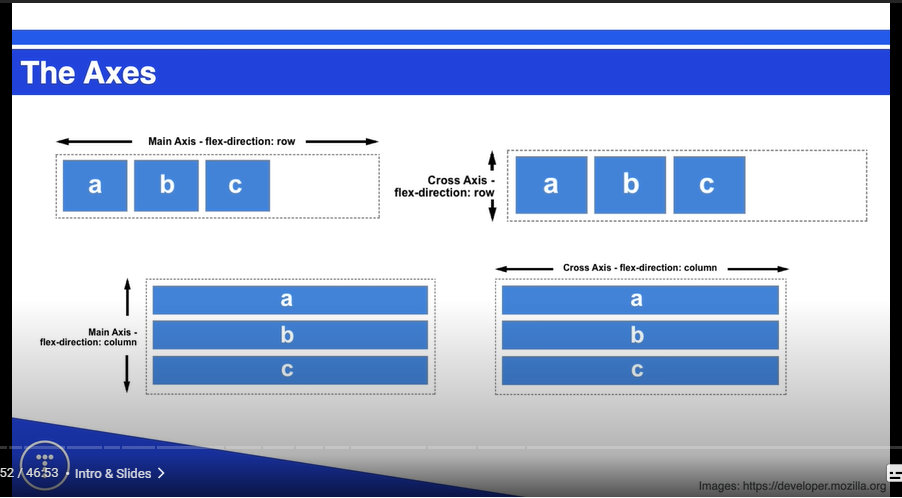 The Axes
Main Axis - flex-direction: row
a b c
Cross Axis -
flex-direction: row
a b c
Main Axis -
flex-direction: column
a
b
c
Cross Axis - flex-direction: column
a
b
c
52 / 46:53 • Intro & Slides
Images: https://developer.mozilla.org